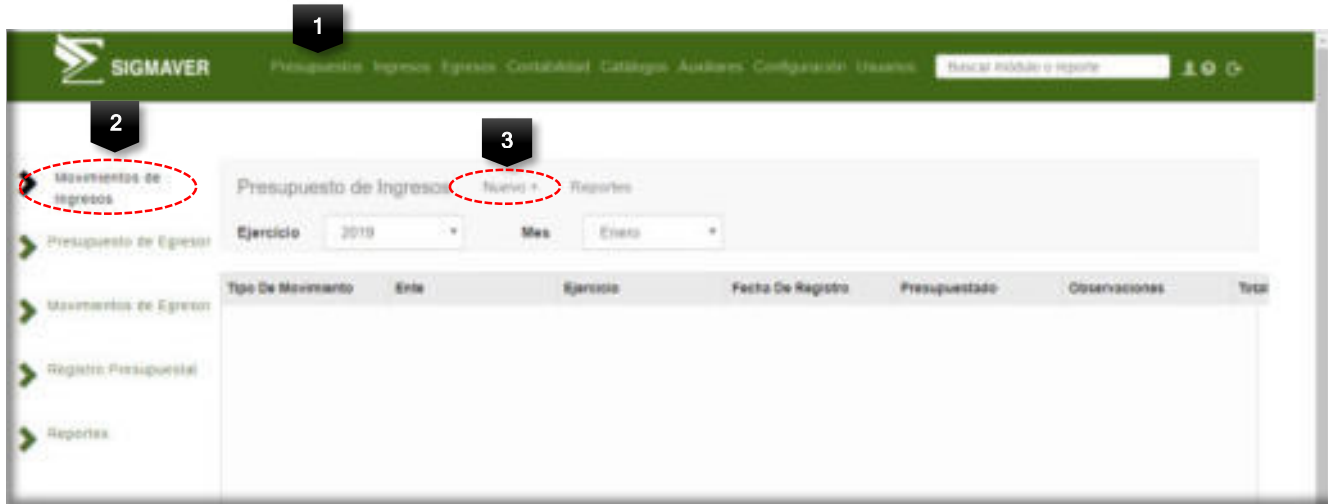 1
SIGMAVER
Presupuestos Ingresos Egresos Contabilidad Catálogos Auxiliares Configuración Usuarios Buscar módulo o reporte
2
3
Movimientos de
Ingresos
Presupuesto de Ingresos Nuevo + Reportes
Ejercicio 2019 Mes Enero
Presupuesto de Egresos
Tipo De Movimiento Ente Ejercicio Fecha De Registro Presupuestado Observaciones Total
Movimientos de Egresos
Registro Presupuestal
Reportes